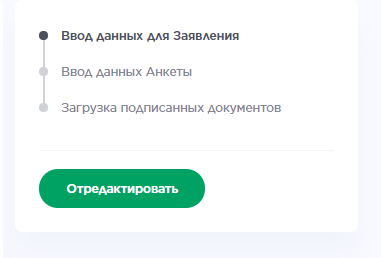 Ввод данных для Заявления
Ввод данных Анкеты
Загрузка подписанных документов
Отредактировать